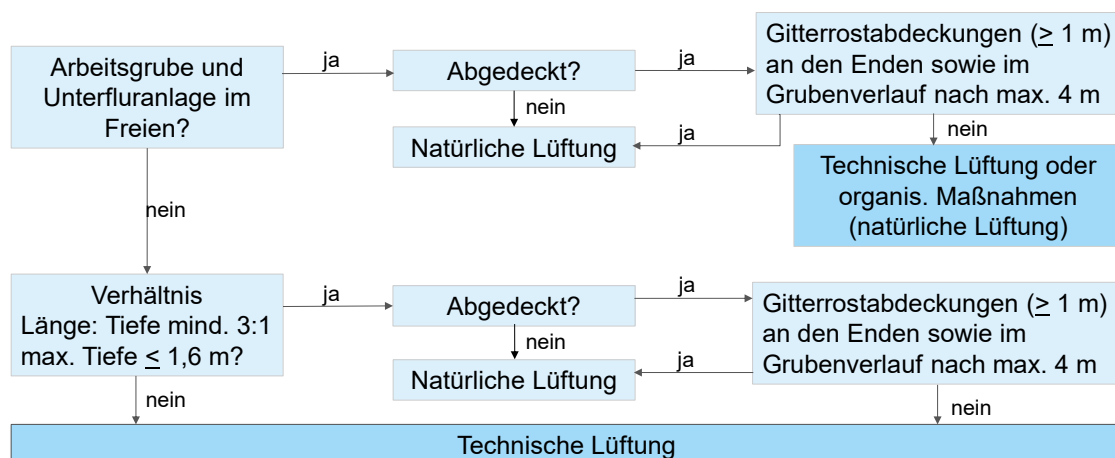 Arbeitsgrube und
Unterfluranlage im
Freien?
ja
Abgedeckt?
ja
Gitterrostabdeckungen (≥ 1 m)
an den Enden sowie im
Grubenverlauf nach max. 4 m
nein
Natürliche Lüftung
ja
nein
Technische Lüftung oder
organis. Maßnahmen
(natürliche Lüftung)
nein
Verhältnis
Länge: Tiefe mind. 3:1
max. Tiefe ≤ 1,6 m?
ja
Abgedeckt?
ja
Gitterrostabdeckungen (≥ 1 m)
an den Enden sowie im
Grubenverlauf nach max. 4 m
nein
Natürliche Lüftung
ja
nein
nein
Technische Lüftung